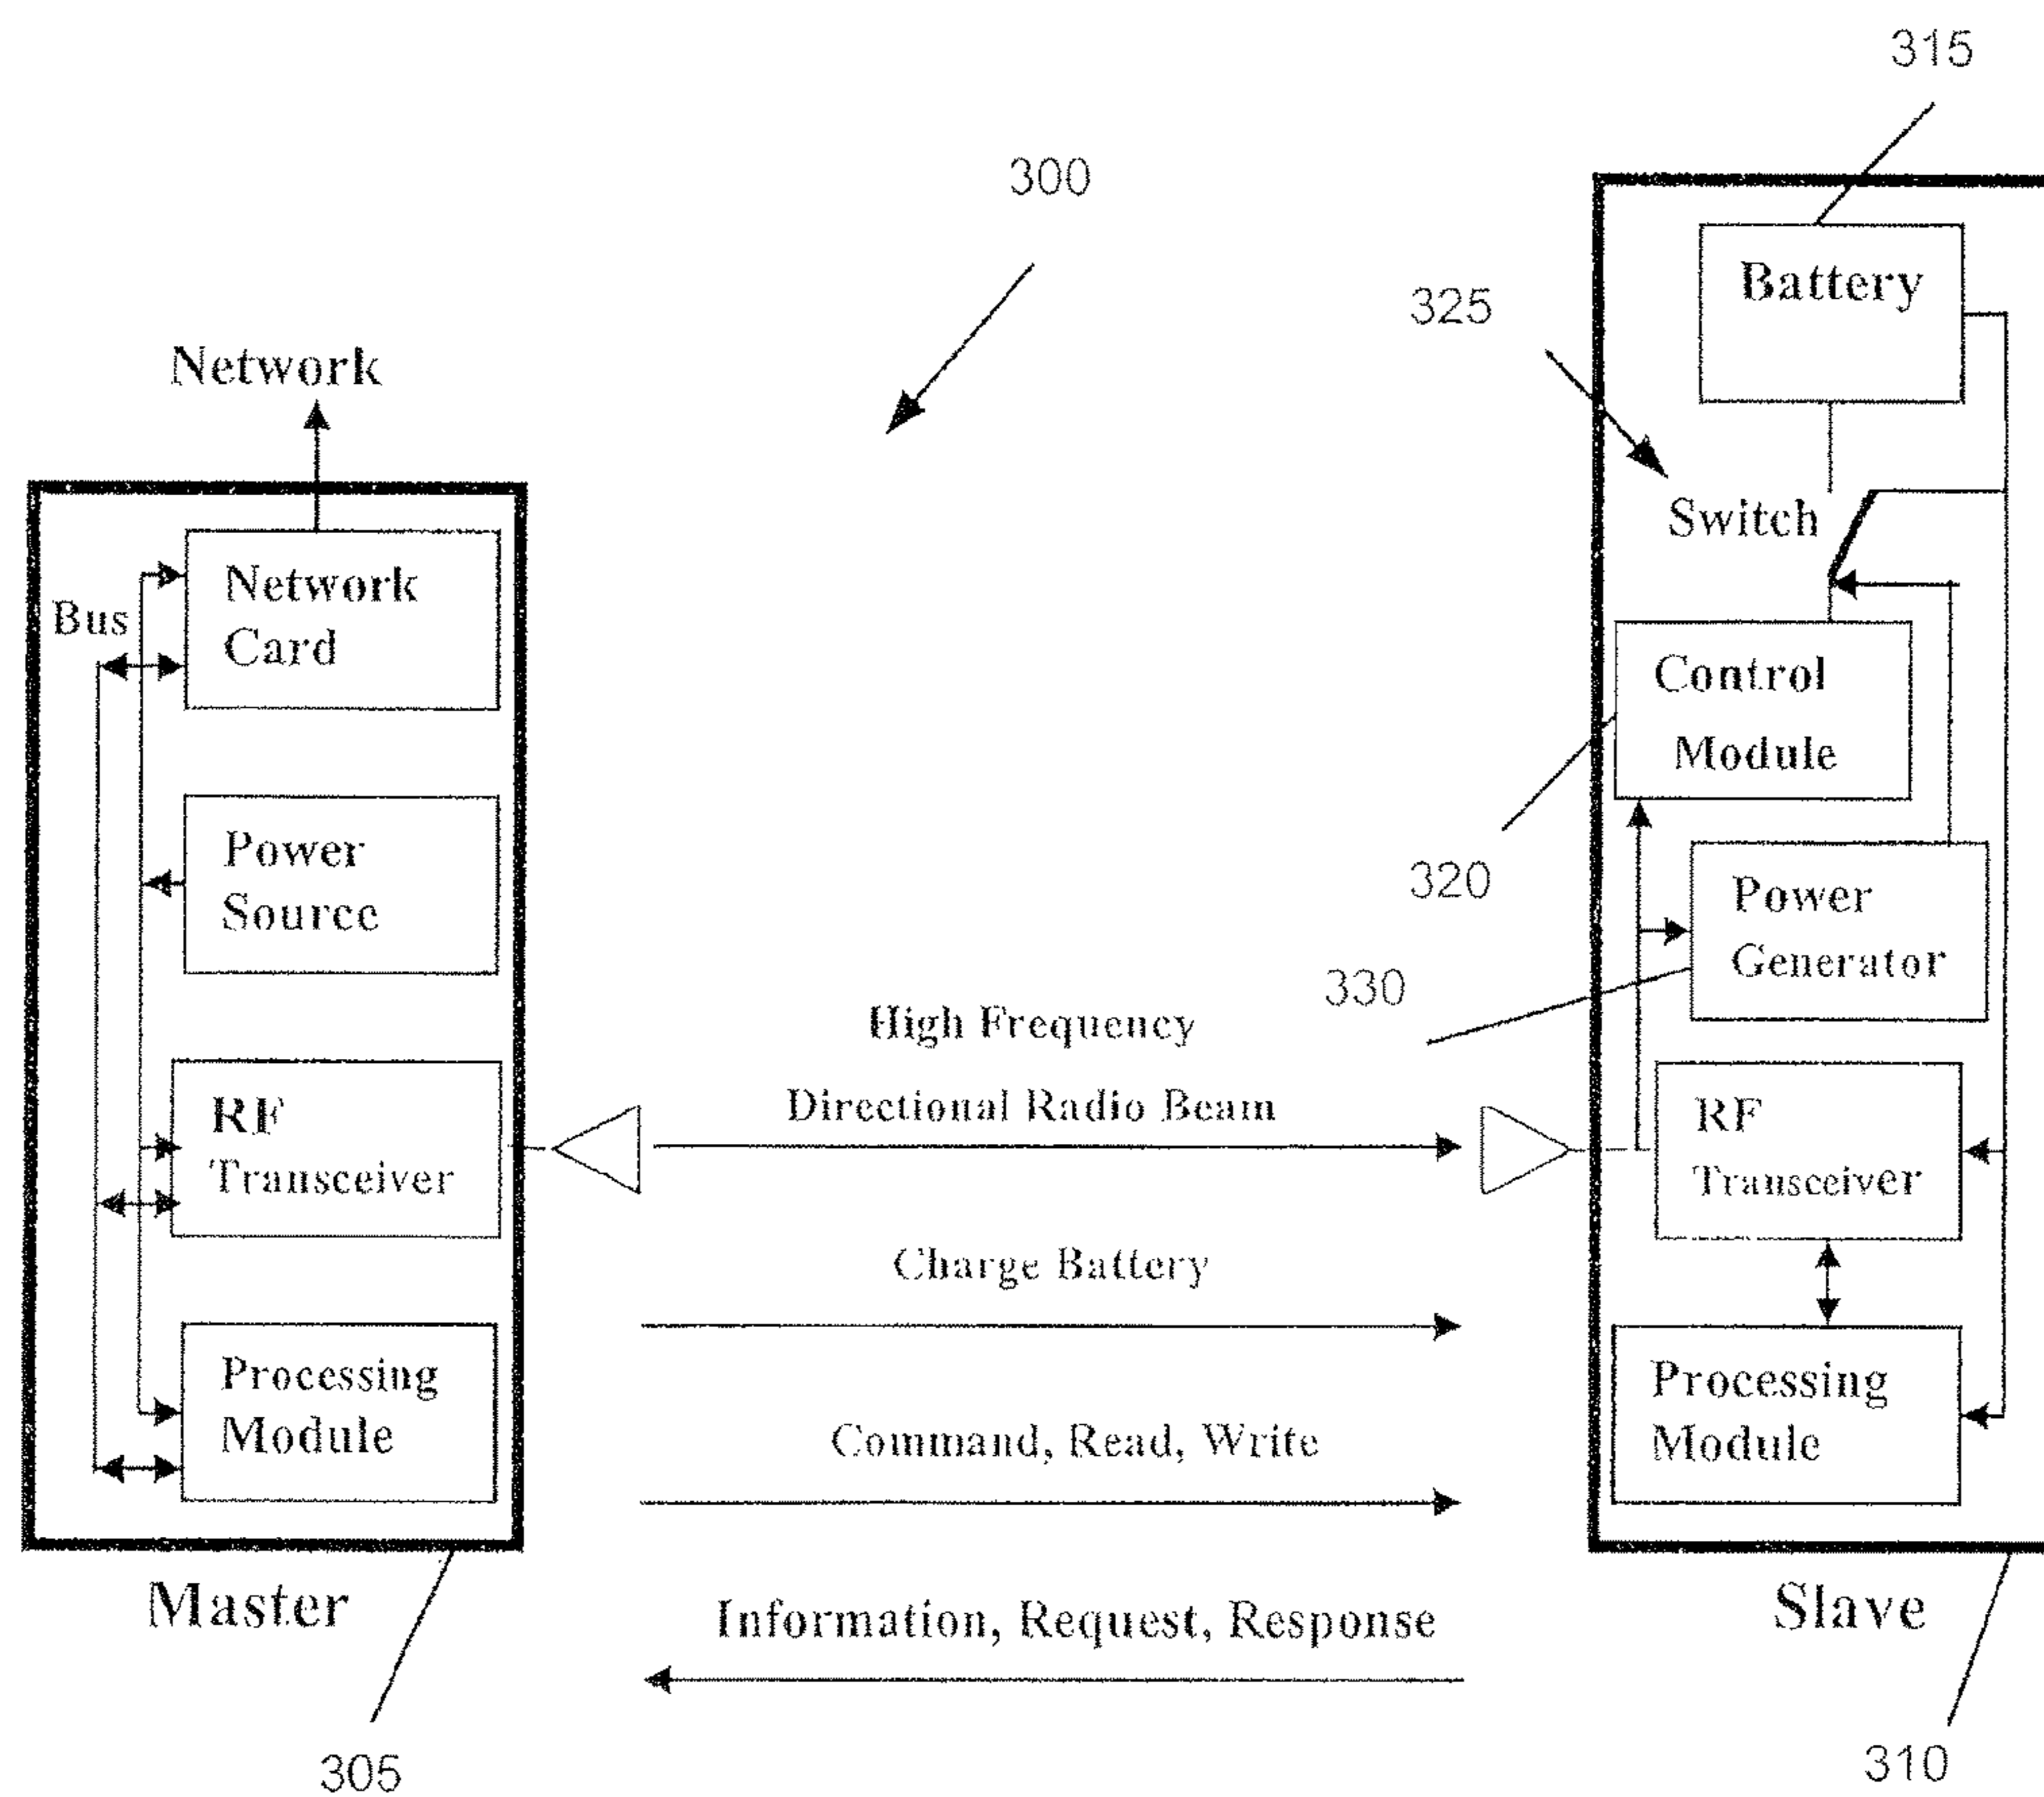 315
300
325
Battery
Network
Switch
Bus
Network
Card
Control
Module
Power
Source
320
Power
Generator
330
High Frequency
Directional Radio Beam
RF
Transceiver
RF
Transceiver
Charge Battery
Processing
Module
Command, Read, Write
Processing
Module
Master
Information, Request, Response
Slave
305
310